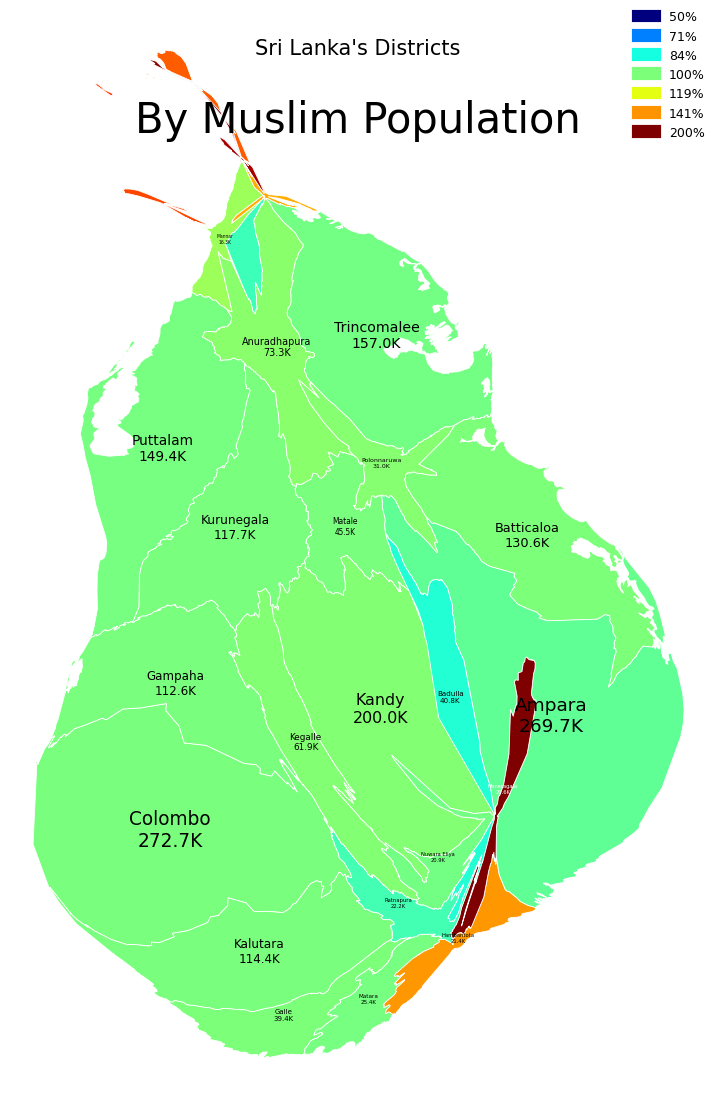 Sri Lanka's Districts
By Muslim Population
50%
71%
84%
100%
119%
141%
200%
Mannar
16.5K
Trincomalee
157.0K
Anuradhapura
73.3K
Puttalam
149.4K
Polonnaruwa
31.0K
Kurunegala
117.7K
Matale
45.5K
Batticaloa
130.6K
Gampaha
112.6K
Kandy
200.0K
Badulla
40.8K
Ampara
269.7K
Kegalle
61.9K
Colombo
272.7K
Nuwara Eliya
20.9K
Ratnapura
22.2K
Kalutara
114.4K
Hambantota
Matara
25.4K
Galle
39.4K